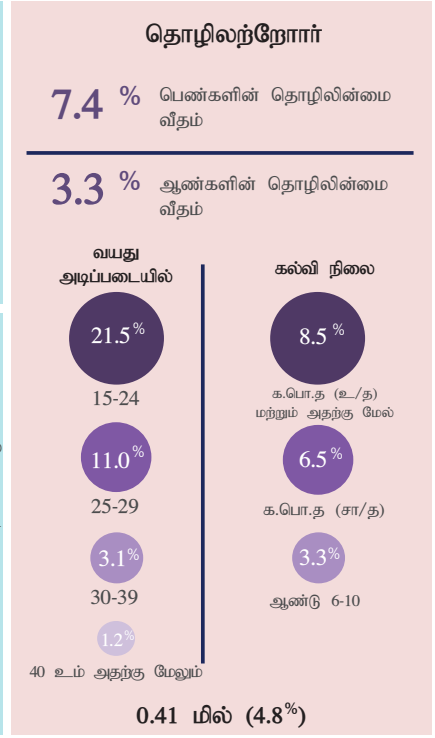 தொழிலற்றோர்
7.4 % பெண்களின் தொழிலின்மை
வீதம்
3.3 % ஆண்களின் தொழிலின்மை
வீதம்
வயது
அடிப்படையில்
21.5%
15-24
11.0%
25-29
3.1%
30-39
1.2%
40 உம் அதற்கு மேலும்
கல்வி நிலை
8.5 %
க.பொ.த (உ/த)
மற்றும் அதற்கு மேல்
6.5 %
க.பொ.த (சா/த)
3.3%
ஆண்டு 6-10
0.41 மில் (4.8%)